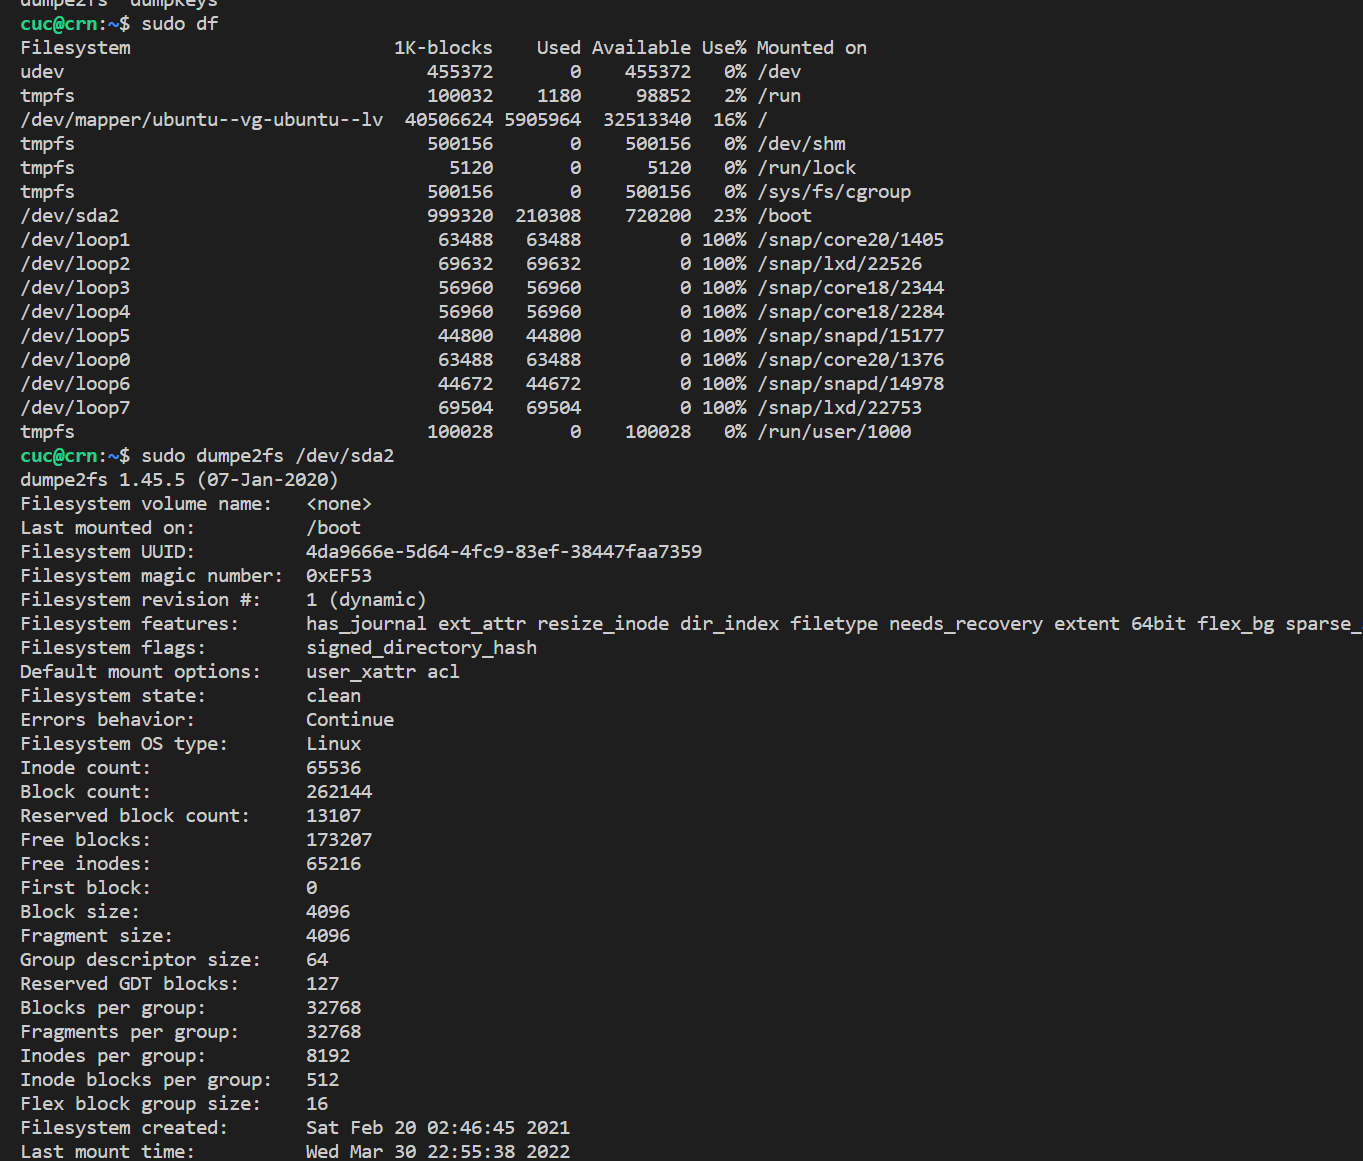 dumpe2fs  dumpkeys
cuc@crn:~$ sudo df
Filesystem                        1K-blocks    Used Available Use% Mounted on
udev                                 455372       0    455372   0% /dev
tmpfs                                100032    1180     98852   2% /run
/dev/mapper/ubuntu--vg-ubuntu--lv  40506624 5905964  32513340  16% /
tmpfs                                500156       0    500156   0% /dev/shm
tmpfs                                  5120       0      5120   0% /run/lock
tmpfs                                500156       0    500156   0% /sys/fs/cgroup
/dev/sda2                            999320  210308    720200  23% /boot
/dev/loop1                            63488   63488         0 100% /snap/core20/1405
/dev/loop2                            69632   69632         0 100% /snap/lxd/22526
/dev/loop3                            56960   56960         0 100% /snap/core18/2344
/dev/loop4                            56960   56960         0 100% /snap/core18/2284
/dev/loop5                            44800   44800         0 100% /snap/snapd/15177
/dev/loop0                            63488   63488         0 100% /snap/core20/1376
/dev/loop6                            44672   44672         0 100% /snap/snapd/14978
/dev/loop7                            69504   69504         0 100% /snap/lxd/22753
tmpfs                                100028       0    100028   0% /run/user/1000
cuc@crn:~$ sudo dumpe2fs /dev/sda2
dumpe2fs 1.45.5 (07-Jan-2020)
Filesystem volume name:   <none>
Last mounted on:          /boot
Filesystem UUID:          4da9666e-5d64-4fc9-83ef-38447faa7359
Filesystem magic number:  0xEF53
Filesystem revision #:    1 (dynamic)
Filesystem features:      has_journal ext_attr resize_inode dir_index filetype needs_recovery extent 64bit flex_bg sparse_
Filesystem flags:         signed_directory_hash
Default mount options:    user_xattr acl
Filesystem state:         clean
Errors behavior:          Continue
Filesystem OS type:       Linux
Inode count:              65536
Block count:              262144
Reserved block count:     13107
Free blocks:              173207
Free inodes:              65216
First block:              0
Block size:               4096
Fragment size:            4096
Group descriptor size:    64
Reserved GDT blocks:      127
Blocks per group:         32768
Fragments per group:      32768
Inodes per group:         8192
Inode blocks per group:   512
Flex block group size:    16
Filesystem created:       Sat Feb 20 02:46:45 2021
Last mount time:          Wed Mar 30 22:55:38 2022